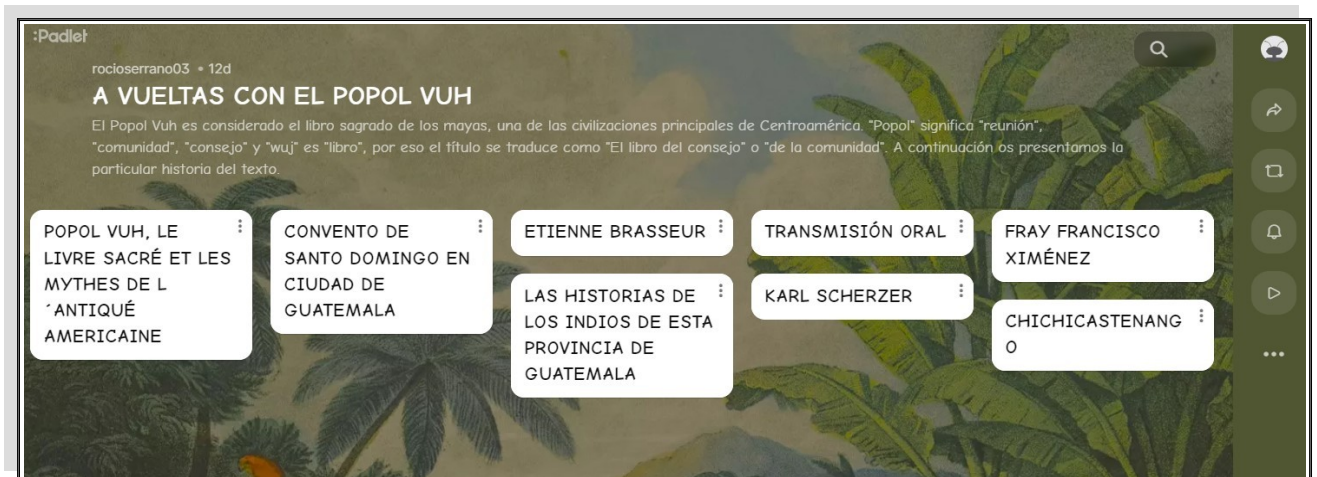 :Padlet
rocioserrano03 • 12d
A VUELTAS CON EL POPOL VUH
El Popol Vuh es considerado el libro sagrado de los mayas, una de las civilizaciones principales de Centroamérica. "Popol" significa "reunión",
"comunidad", "consejo" y "wuj" es "libro", por eso el título se traduce como "El libro del consejo" o "de la comunidad". A continuación os presentamos la
particular historia del texto.
POPOL VUH, LE
LIVRE SACRÉ ET LES
MYTHES DE L
´ANTIQUÉ
AMERICAINE
CONVENTO DE
SANTO DOMINGO EN
CIUDAD DE
GUATEMALA
ETIENNE BRASSEUR
LAS HISTORIAS DE
LOS INDIOS DE ESTA
PROVINCIA DE
GUATEMALA
TRANSMISIÓN ORAL
KARL SCHERZER
FRAY FRANCISCO
XIMÉNEZ
CHICHICASTENANG
O